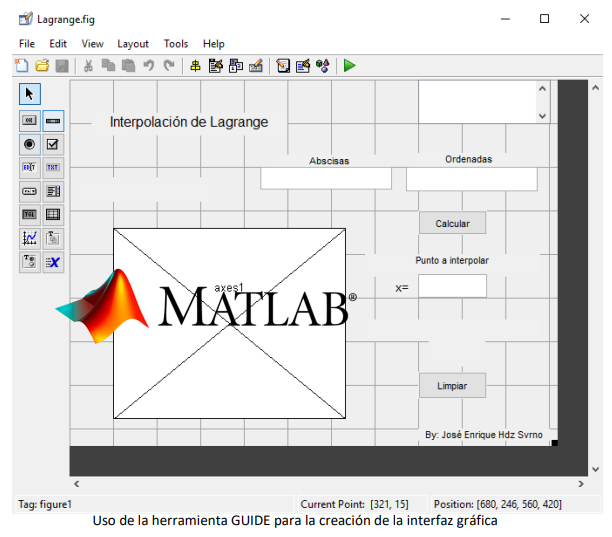 Lagrange.fig
File Edit View Layout Tools Help
Interpolación de Lagrange
Abscisas Ordenadas
Calcular
Punto a interpolar
axes1
x=
MATLAB®
Limpiar
By: José Enrique Hdz Svrno
Tag: figure1 Current Point: [321, 15] Position: [680, 246, 560, 420]
Uso de la herramienta GUIDE para la creación de la interfaz gráfica